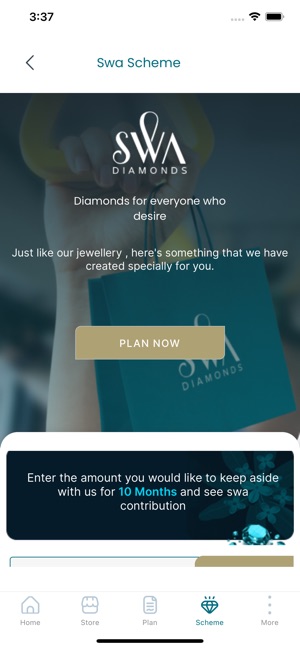 3:37
Swa Scheme
SWA
DIAMONDS
Diamonds for everyone who
desire
Just like our jewellery , here's something that we have
created specially for you.
PLAN NOW
SWA
DIAMONDS
Enter the amount you would like to keep aside
with us for 10 Months and see swa
contribution
Home Store Plan Scheme More